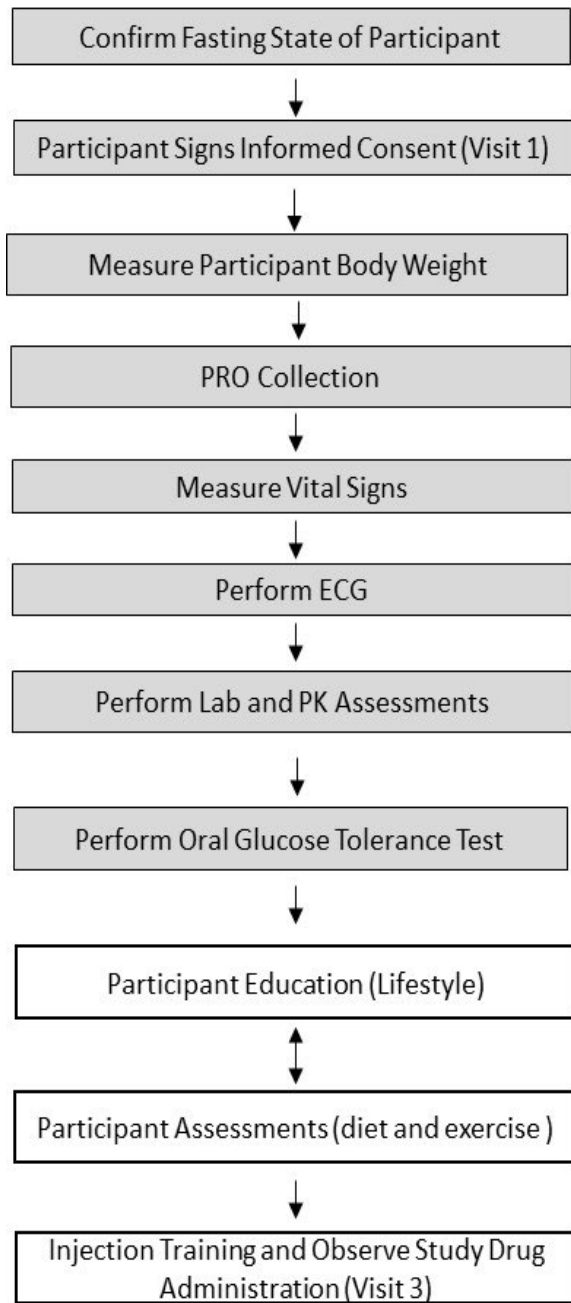 Confirm Fasting State of Participant
Participant Signs Informed Consent (Visit 1)
Measure Participant Body Weight
PRO Collection
Measure Vital Signs
Perform ECG
Perform Lab and PK Assessments
Perform Oral Glucose Tolerance Test
Participant Education (Lifestyle)
Participant Assessments (diet and exercise )
Injection Training and Observe Study Drug
Administration (Visit 3)